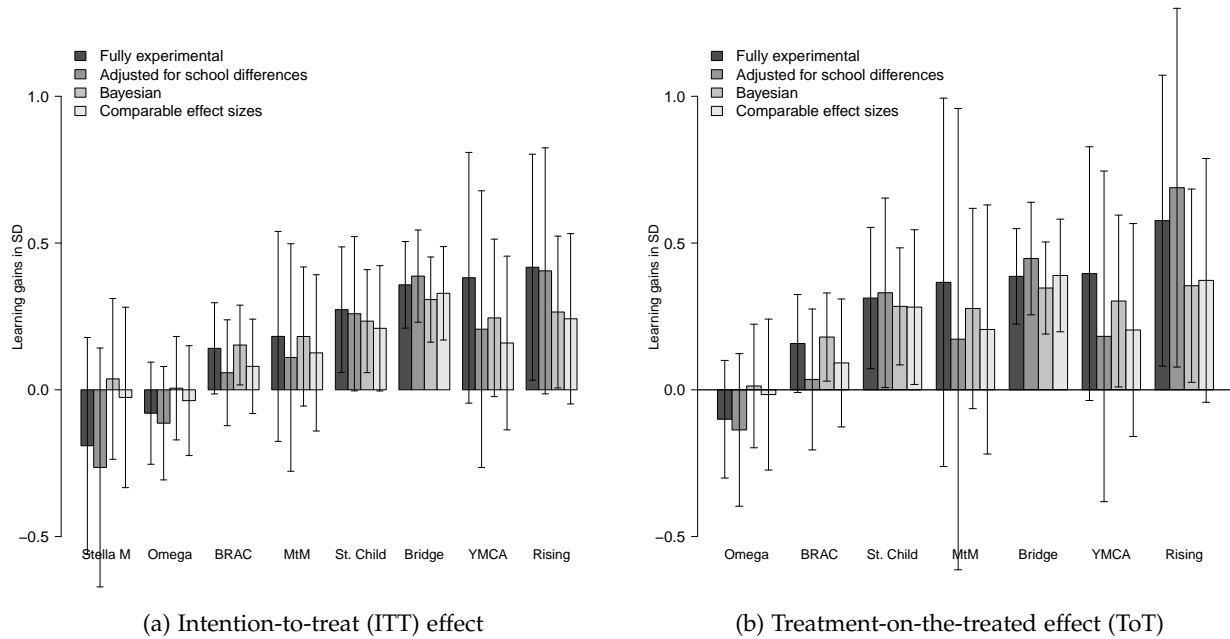 Fully experimental
Adjusted for school differences
Bayesian
Comparable effect sizes
Learning gains in SD
1.0
0.5
0.0
−0.5
Stella M
Omega
BRAC
MtM
St. Child
Bridge
YMCA
Rising
(a) Intention-to-treat (ITT) effect
Fully experimental
Adjusted for school differences
Bayesian
Comparable effect sizes
Learning gains in SD
1.0
0.5
0.0
−0.5
Omega
BRAC
St. Child
MtM
Bridge
YMCA
Rising
(b) Treatment-on-the-treated effect (ToT)